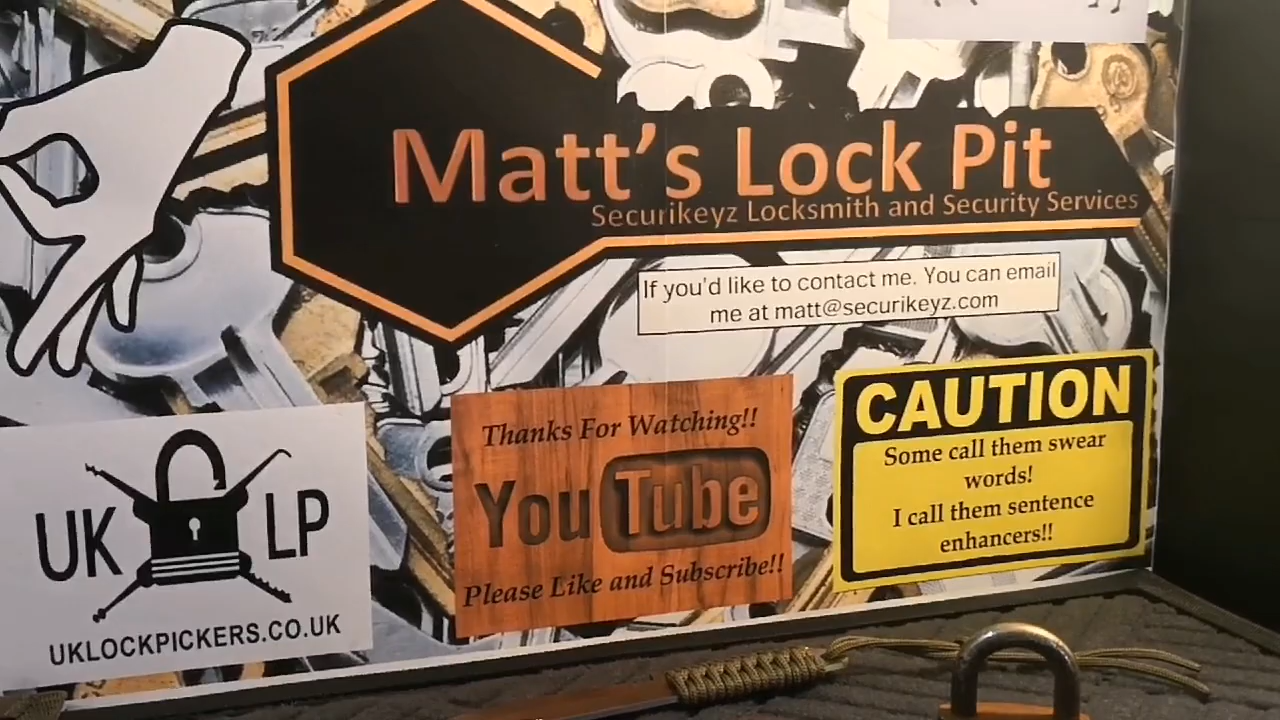 Matt's Lock Pit
Securikeyz Locksmith and Security Services
If you'd like to contact me. You can email
me at matt@securikeyz.com
UK LP
UKLOCKPICKERS.CO.UK
Thanks For Watching!!
YouTube
Please Like and Subscribe!!
CAUTION
Some call them swear
words!
I call them sentence
enhancers!!